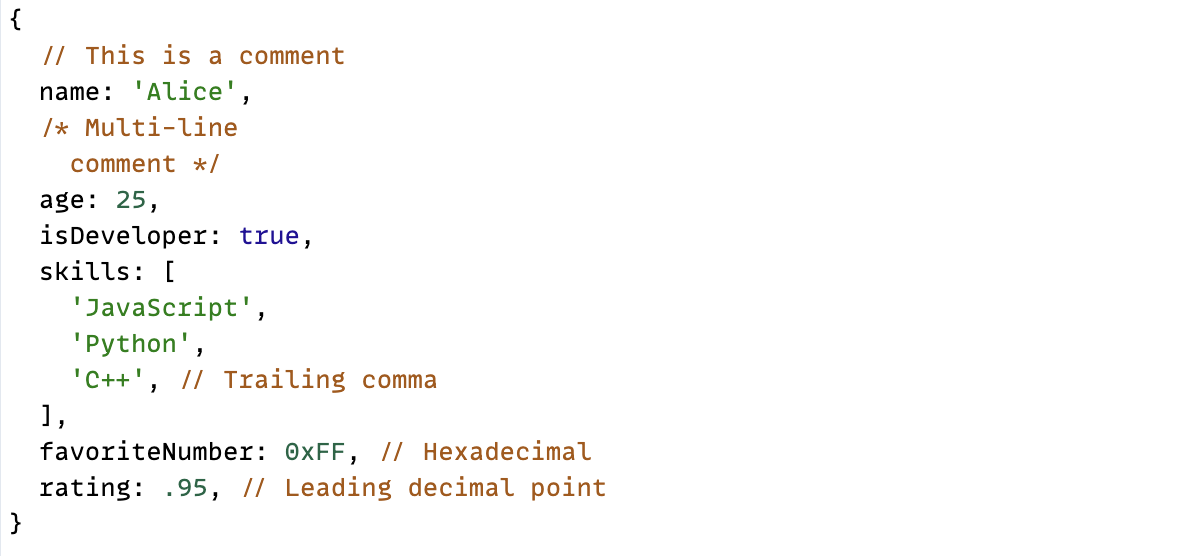 {
  // This is a comment
  name: 'Alice',
  /* Multi-line
    comment */
  age: 25,
  isDeveloper: true,
  skills: [
    'JavaScript',
    'Python',
    'C++', // Trailing comma
  ],
  favoriteNumber: 0xFF, // Hexadecimal
  rating: .95, // Leading decimal point
}